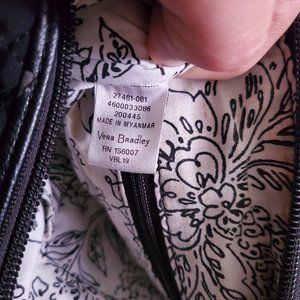 27481-081
4600033086
200445
MADE IN MYANMAR
Vera Bradley
RN 156007
VBL19